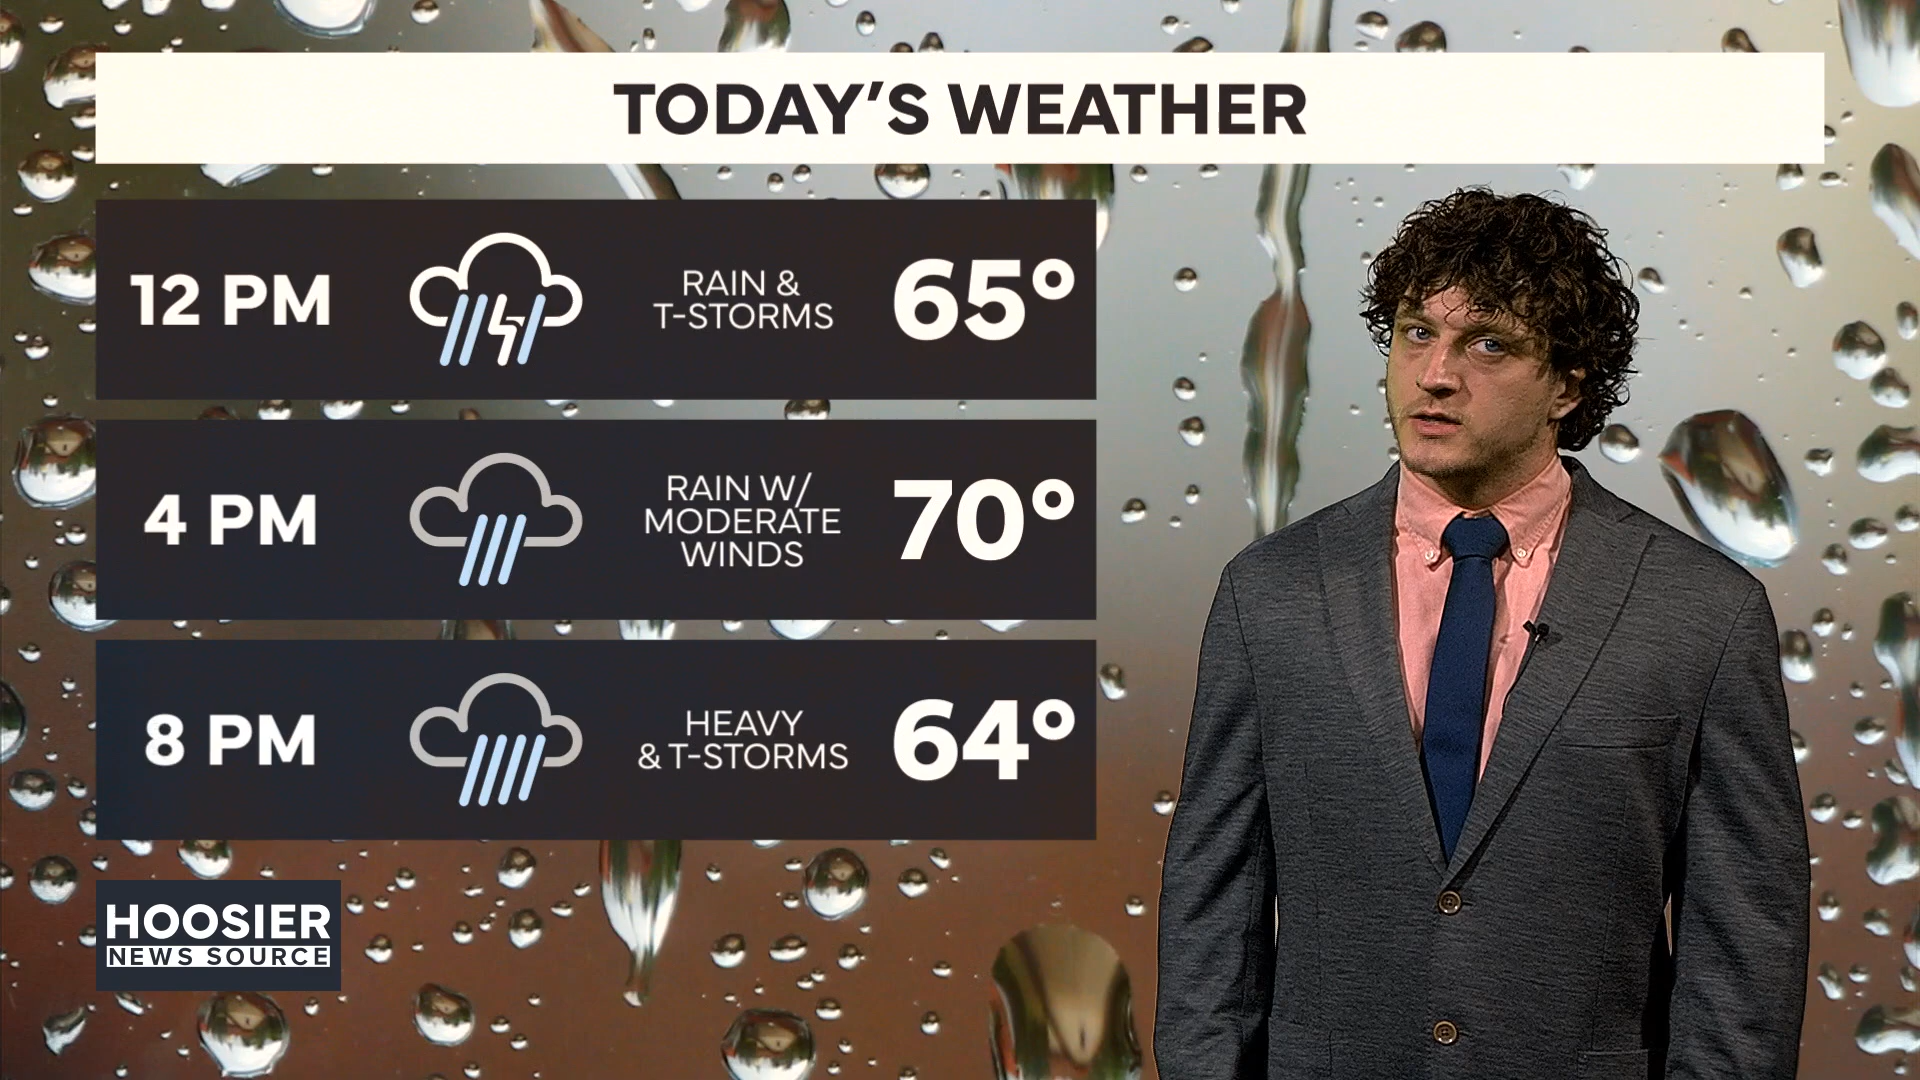 TODAY’S WEATHER
12 PM
RAIN &
T-STORMS
65°
4 PM
RAIN W/
MODERATE
WINDS
70°
8 PM
HEAVY
& T-STORMS
64°
HOOSIER
NEWS SOURCE